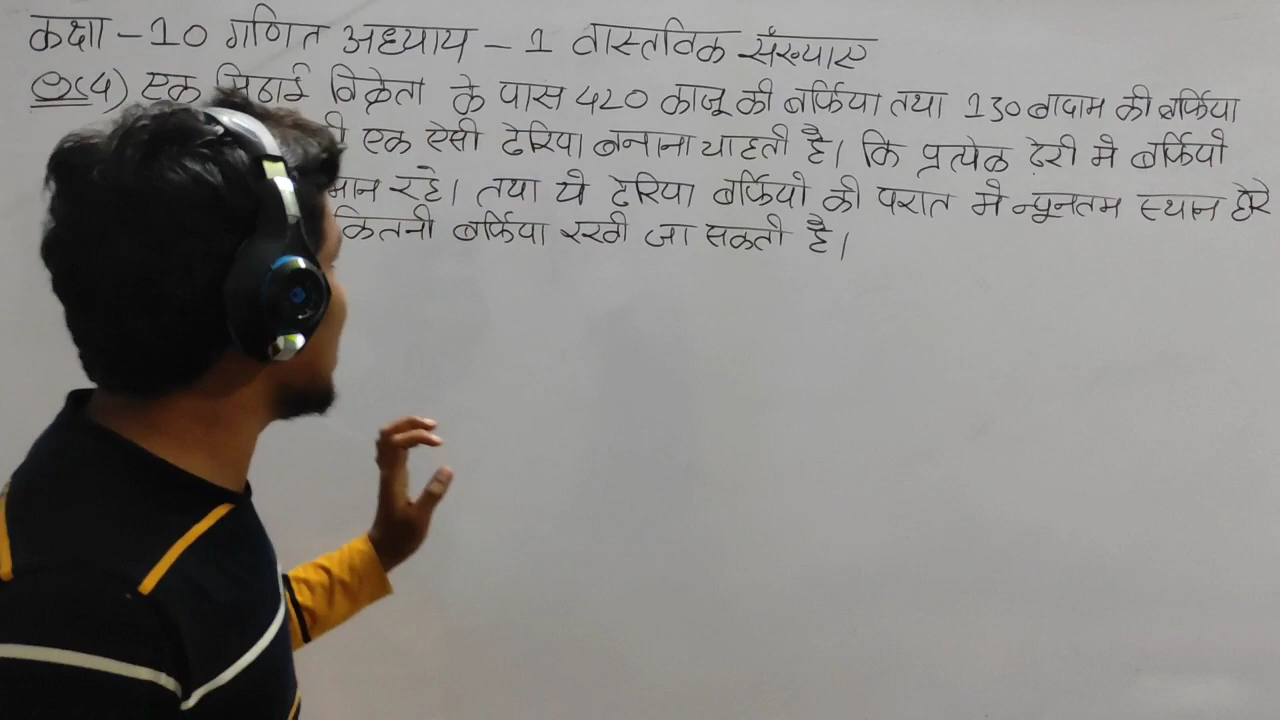 कक्षा - 10 गणित अध्याय - 1 वास्तविक संख्याए
Q(4) एक मिठाई विक्रेता के पास 420 काजू की बर्फिया तथा 130 बादाम की बर्फिया
एक ऐसी ढेरिया बनाना चाहती है। कि प्रत्येक ढ़ेरी मे बर्फियो
मान रहे। तथा ये ढेरिया बर्फियो की परात मे न्यूनतम स्थान घेरे
कितनी बर्फिया रखी जा सकती है।